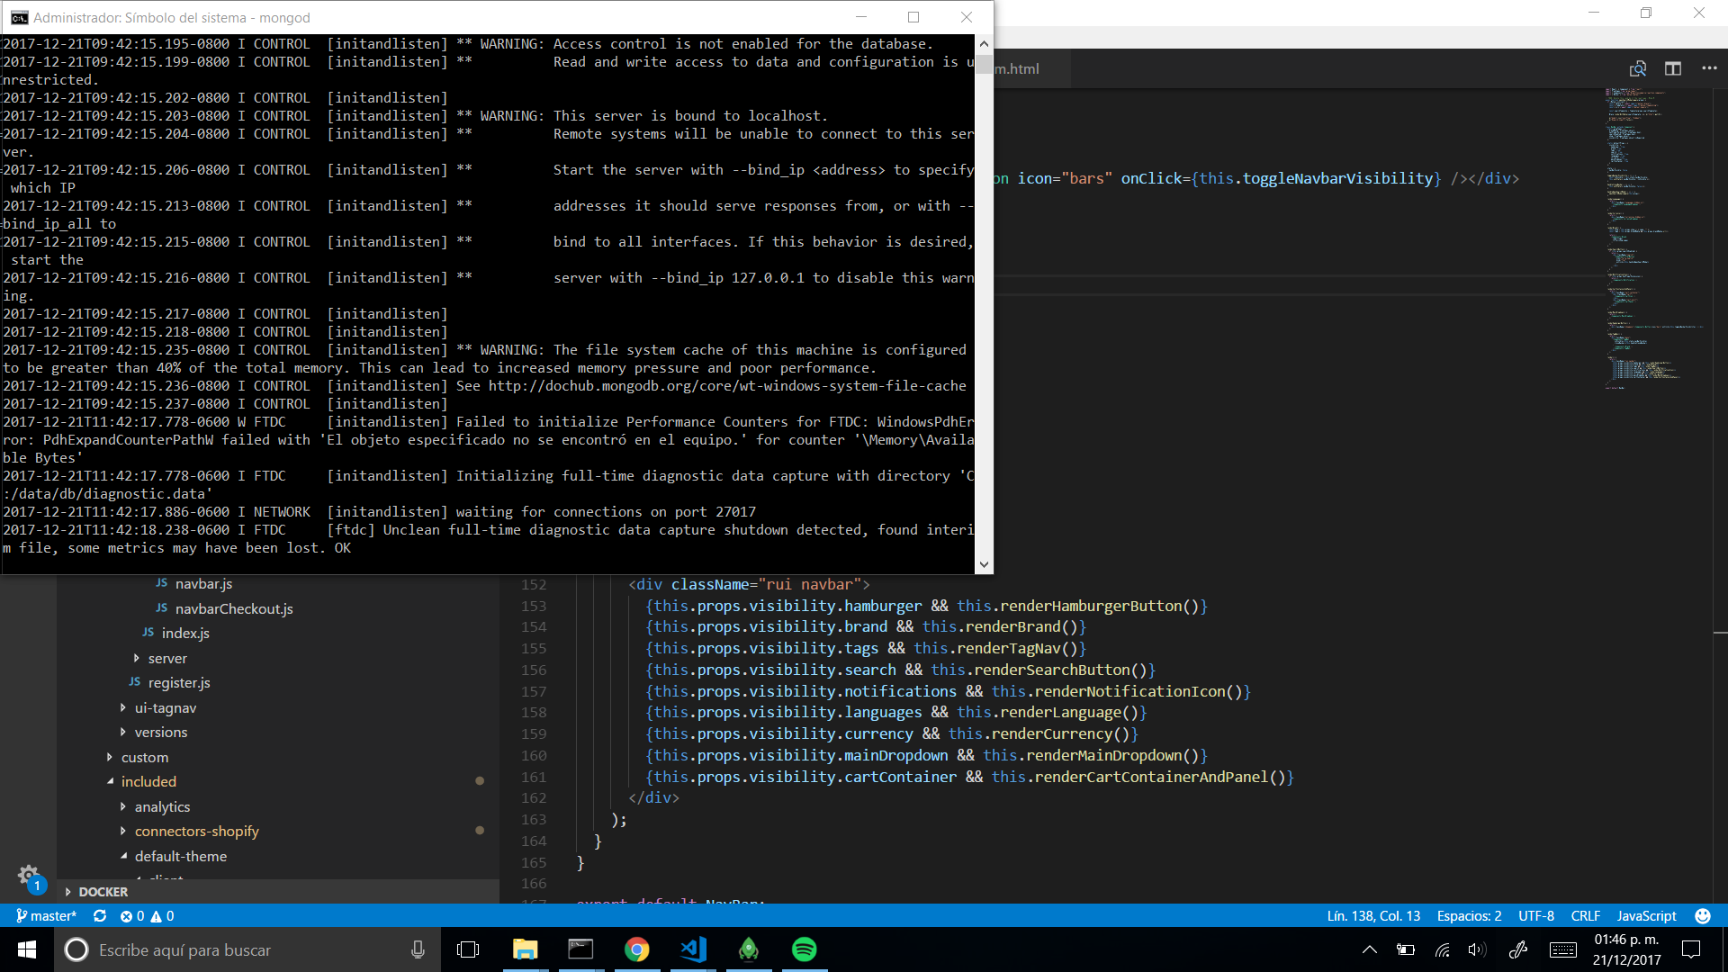 Administrador: Símbolo del sistema - mongod
2017-12-21T09:42:15.195-0800 I CONTROL  [initandlisten] ** WARNING: Access control is not enabled for the database.
2017-12-21T09:42:15.199-0800 I CONTROL  [initandlisten] **          Read and write access to data and configuration is u
nrestricted.
2017-12-21T09:42:15.202-0800 I CONTROL  [initandlisten]
2017-12-21T09:42:15.203-0800 I CONTROL  [initandlisten] ** WARNING: This server is bound to localhost.
2017-12-21T09:42:15.204-0800 I CONTROL  [initandlisten] **          Remote systems will be unable to connect to this ser
ver.
2017-12-21T09:42:15.206-0800 I CONTROL  [initandlisten] **          Start the server with --bind_ip <address> to specify
 which IP
2017-12-21T09:42:15.213-0800 I CONTROL  [initandlisten] **          addresses it should serve responses from, or with --
bind_ip_all to
2017-12-21T09:42:15.215-0800 I CONTROL  [initandlisten] **          bind to all interfaces. If this behavior is desired,
 start the
2017-12-21T09:42:15.216-0800 I CONTROL  [initandlisten] **          server with --bind_ip 127.0.0.1 to disable this warn
ing.
2017-12-21T09:42:15.217-0800 I CONTROL  [initandlisten]
2017-12-21T09:42:15.218-0800 I CONTROL  [initandlisten]
2017-12-21T09:42:15.235-0800 I CONTROL  [initandlisten] ** WARNING: The file system cache of this machine is configured
to be greater than 40% of the total memory. This can lead to increased memory pressure and poor performance.
2017-12-21T09:42:15.236-0800 I CONTROL  [initandlisten] See http://dochub.mongodb.org/core/wt-windows-system-file-cache
2017-12-21T09:42:15.237-0800 I CONTROL  [initandlisten]
2017-12-21T11:42:17.778-0600 W FTDC     [initandlisten] Failed to initialize Performance Counters for FTDC: WindowsPdhEr
ror: PdhExpandCounterPathW failed with 'El objeto especificado no se encontró en el equipo.' for counter '\Memory\Availa
ble Bytes'
2017-12-21T11:42:17.778-0600 I FTDC     [initandlisten] Initializing full-time diagnostic data capture with directory 'C
:/data/db/diagnostic.data'
2017-12-21T11:42:17.886-0600 I NETWORK  [initandlisten] waiting for connections on port 27017
2017-12-21T11:42:18.238-0600 I FTDC     [ftdc] Unclean full-time diagnostic data capture shutdown detected, found interi
m file, some metrics may have been lost. OK
m.html
on icon="bars" onClick={this.toggleNavbarVisibility} /></div>
JS navbar.js
JS navbarCheckout.js
JS index.js
server
JS register.js
ui-tagnav
versions
custom
included
analytics
connectors-shopify
default-theme
client
DOCKER
152 <div className="rui navbar">
153 {this.props.visibility.hamburger && this.renderHamburgerButton()}
154 {this.props.visibility.brand && this.renderBrand()}
155 {this.props.visibility.tags && this.renderTagNav()}
156 {this.props.visibility.search && this.renderSearchButton()}
157 {this.props.visibility.notifications && this.renderNotificationIcon()}
158 {this.props.visibility.languages && this.renderLanguage()}
159 {this.props.visibility.currency && this.renderCurrency()}
160 {this.props.visibility.mainDropdown && this.renderMainDropdown()}
161 {this.props.visibility.cartContainer && this.renderCartContainerAndPanel()}
162 </div>
163 );
164 }
165 }
166
167 export default NavBar;
1
master* 0 0 Lín. 138, Col. 13 Espacios: 2 UTF-8 CRLF JavaScript
Escribe aquí para buscar
01:46 p. m.
21/12/2017